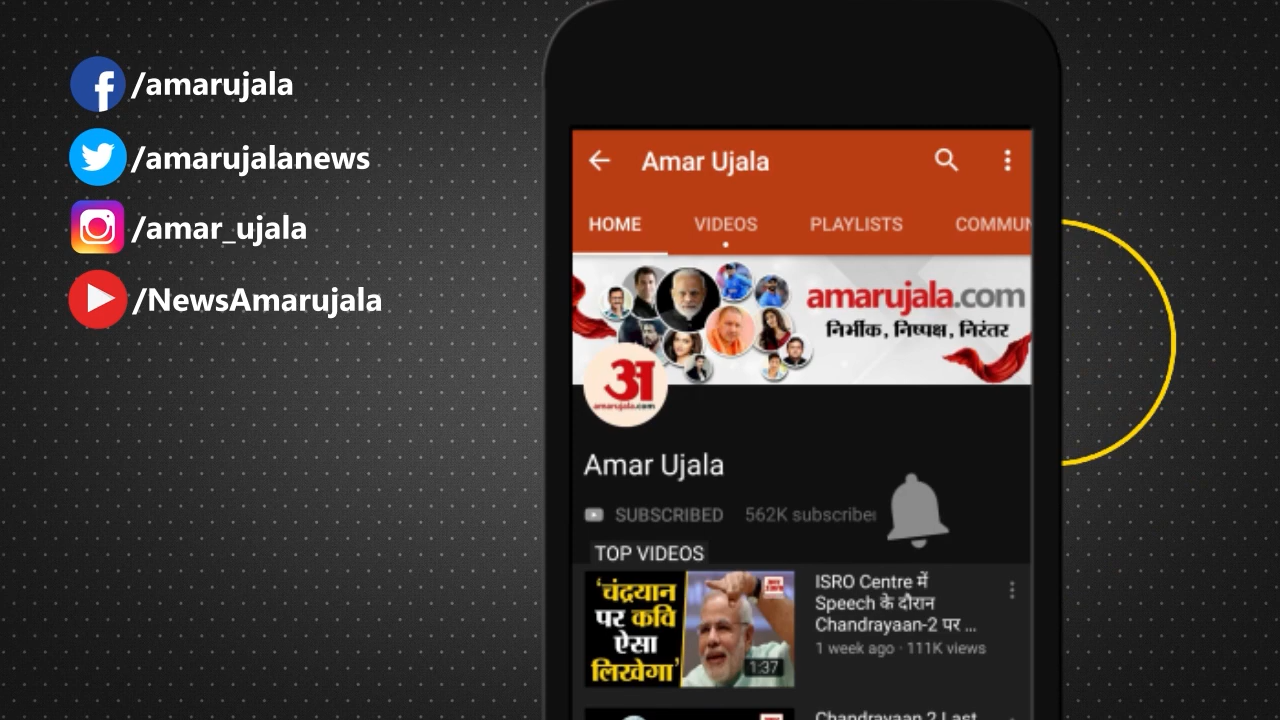 /amarujala
/amarujalanews
/amar_ujala
/NewsAmarujala
Amar Ujala
HOME VIDEOS PLAYLISTS COMMUN
amarujala.com
निर्भीक, निष्पक्ष, निरंतर
अ
amarujala.com
Amar Ujala
SUBSCRIBED 562K subscriber
TOP VIDEOS
‘चंद्रयान
पर कवि
ऐसा
लिखेगा’
1:37
ISRO Centre में
Speech के दौरान
Chandrayaan-2 पर ...
1 week ago · 111K views
Chandrayaan 2 Last